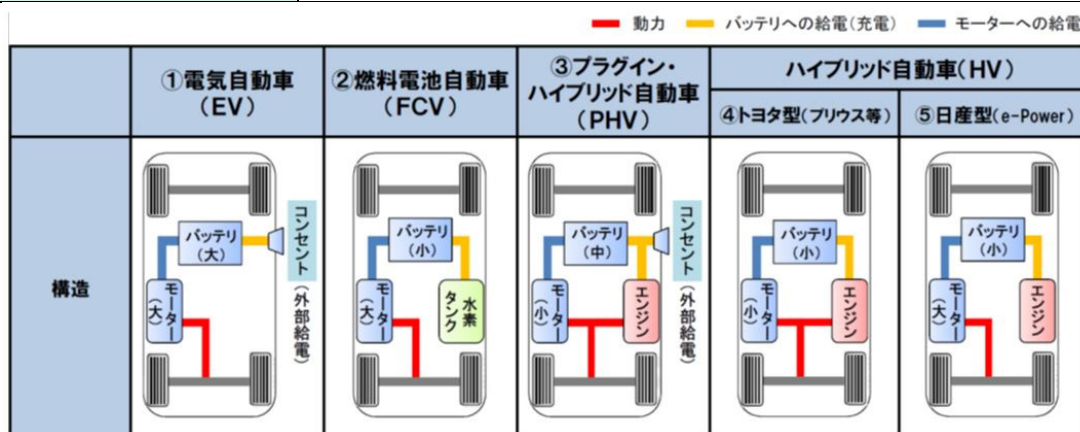 動力
バッテリへの給電(充電)
モーターへの給電
①電気自動車
(EV)
②燃料電池自動車
(FCV)
③プラグイン・
ハイブリッド自動車
(PHV)
ハイブリッド自動車(HV)
④トヨタ型(プリウス等)
⑤日産型(e-Power)
構造
バッテリ
(大)
モーター
(大)
コンセント
(外部給電)
バッテリ
(小)
モーター
(大)
水素
タンク
バッテリ
(中)
モーター
(小)
エンジン
コンセント
(外部給電)
バッテリ
(小)
モーター
(小)
エンジン
バッテリ
(小)
モーター
(大)
エンジン